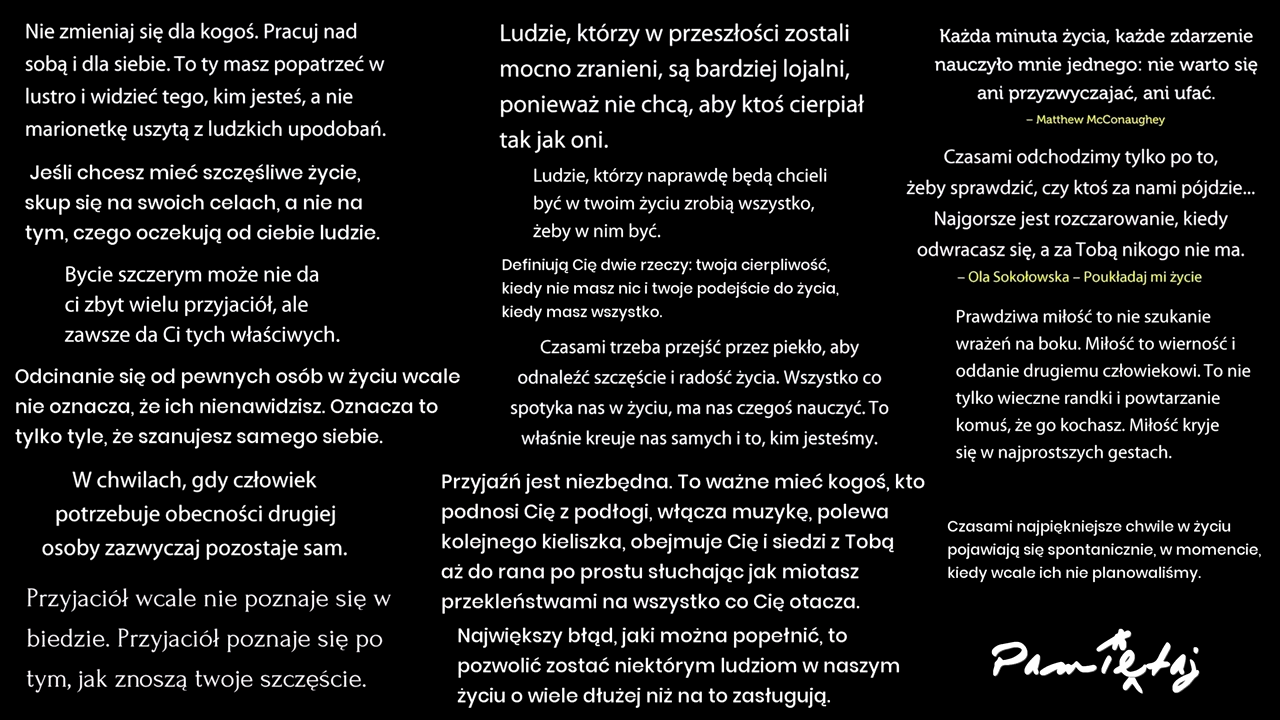 Nie zmieniaj się dla kogoś. Pracuj nad
sobą i dla siebie. To ty masz popatrzeć w
lustro i widzieć tego, kim jesteś, a nie
marionetkę uszytą z ludzkich upodobań.
Jeśli chcesz mieć szczęśliwe życie,
skup się na swoich celach, a nie na
tym, czego oczekują od ciebie ludzie.
Bycie szczerym może nie da
ci zbyt wielu przyjaciół, ale
zawsze da Ci tych właściwych.
Odcinanie się od pewnych osób w życiu wcale
nie oznacza, że ich nienawidzisz. Oznacza to
tylko tyle, że szanujesz samego siebie.
W chwilach, gdy człowiek
potrzebuje obecności drugiej
osoby zazwyczaj pozostaje sam.
Przyjaciół wcale nie poznaje się w
biedzie. Przyjaciół poznaje się po
tym, jak znoszą twoje szczęście.
Ludzie, którzy w przeszłości zostali
mocno zranieni, są bardziej lojalni,
ponieważ nie chcą, aby ktoś cierpiał
tak jak oni.
Ludzie, którzy naprawdę będą chcieli
być w twoim życiu zrobią wszystko,
żeby w nim być.
Definiują Cię dwie rzeczy: twoja cierpliwość,
kiedy nie masz nic i twoje podejście do życia,
kiedy masz wszystko.
Czasami trzeba przejść przez piekło, aby
odnaleźć szczęście i radość życia. Wszystko co
spotyka nas w życiu, ma nas czegoś nauczyć. To
właśnie kreuje nas samych i to, kim jesteśmy.
Przyjaźń jest niezbędna. To ważne mieć kogoś, kto
podnosi Cię z podłogi, włącza muzykę, polewa
kolejnego kieliszka, obejmuje Cię i siedzi z Tobą
aż do rana po prostu słuchając jak miotasz
przekleństwami na wszystko co Cię otacza.
Największy błąd, jaki można popełnić, to
pozwolić zostać niektórym ludziom w naszym
życiu o wiele dłużej niż na to zasługują.
Każda minuta życia, każde zdarzenie
nauczyło mnie jednego: nie warto się
ani przyzwyczajać, ani ufać.
– Matthew McConaughey
Czasami odchodzimy tylko po to,
żeby sprawdzić, czy ktoś za nami pójdzie...
Najgorsze jest rozczarowanie, kiedy
odwracasz się, a za Tobą nikogo nie ma.
– Ola Sokołowska – Poukładaj mi życie
Prawdziwa miłość to nie szukanie
wrażeń na boku. Miłość to wierność i
oddanie drugiemu człowiekowi. To nie
tylko wieczne randki i powtarzanie
komuś, że go kochasz. Miłość kryje
się w najprostszych gestach.
Czasami najpiękniejsze chwile w życiu
pojawiają się spontanicznie, w momencie,
kiedy wcale ich nie planowaliśmy.
Pamiętaj